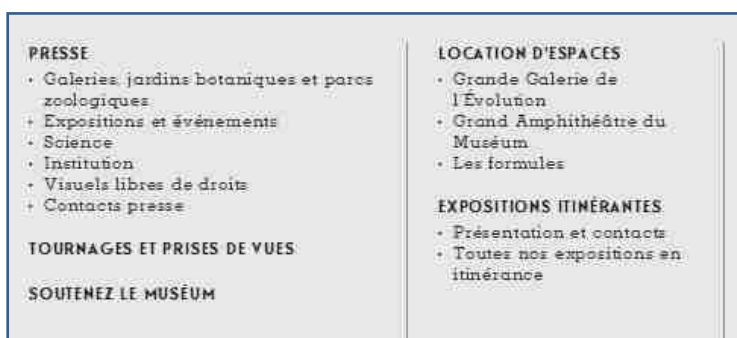 PRESSE
· Galeries, jardins botaniques et parcs
zoologiques
· Expositions et événements
· Science
· Institution
· Visuels libres de droits
· Contacts presse
TOURNAGES ET PRISES DE VUES
SOUTENEZ LE MUSÉUM
LOCATION D'ESPACES
· Grande Galerie de
l'Évolution
· Grand Amphithéâtre du
Muséum
· Les formules
EXPOSITIONS ITINÉRANTES
· Présentation et contacts
· Toutes nos expositions en
itinérance